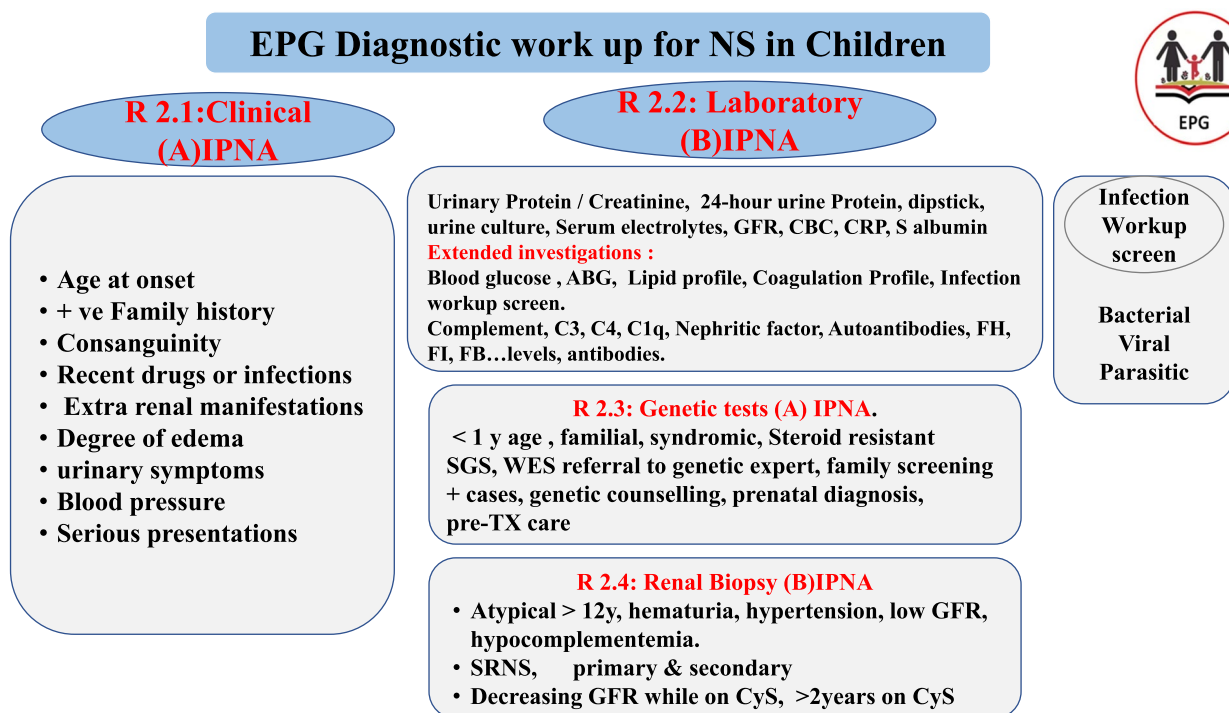 EPG Diagnostic work up for NS in Children
EPG
R 2.1:Clinical
(A)IPNA
• Age at onset
• + ve Family history
• Consanguinity
• Recent drugs or infections
• Extra renal manifestations
• Degree of edema
• urinary symptoms
• Blood pressure
• Serious presentations
R 2.2: Laboratory
(B)IPNA
Urinary Protein / Creatinine, 24-hour urine Protein, dipstick,
urine culture, Serum electrolytes, GFR, CBC, CRP, S albumin
Extended investigations :
Blood glucose , ABG, Lipid profile, Coagulation Profile, Infection
workup screen.
Complement, C3, C4, C1q, Nephritic factor, Autoantibodies, FH,
FI, FB…levels, antibodies.
Infection
Workup
screen
Bacterial
Viral
Parasitic
R 2.3: Genetic tests (A) IPNA.
< 1 y age , familial, syndromic, Steroid resistant
SGS, WES referral to genetic expert, family screening
+ cases, genetic counselling, prenatal diagnosis,
pre-TX care
R 2.4: Renal Biopsy (B)IPNA
• Atypical > 12y, hematuria, hypertension, low GFR,
hypocomplementemia.
• SRNS, primary & secondary
• Decreasing GFR while on CyS, >2years on CyS